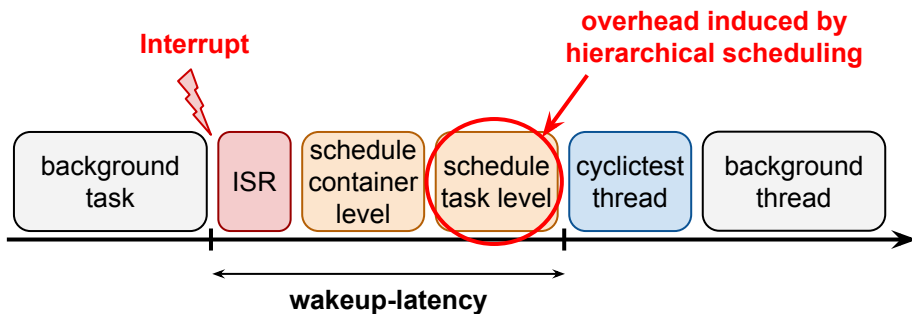 overhead induced by
hierarchical scheduling
Interrupt
background
task
ISR
schedule
container
level
schedule
task level
cyclictest
thread
background
thread
wakeup-latency